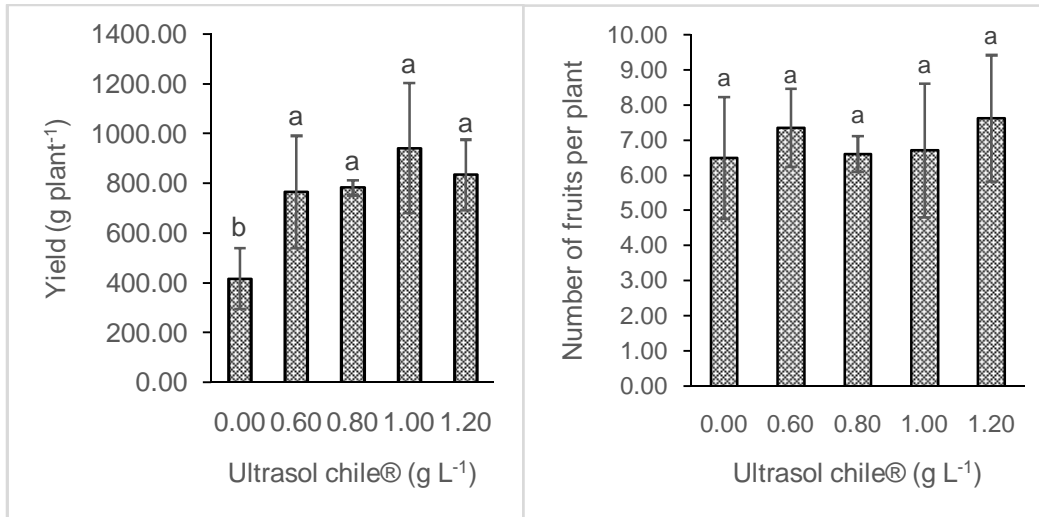 Yield (g plant-1)
1400.00
1200.00
1000.00
800.00
600.00
400.00
200.00
0.00
b
a
a
a
a
0.00 0.60 0.80 1.00 1.20
Ultrasol chile® (g L-1)
Number of fruits per plant
10.00
9.00
8.00
7.00
6.00
5.00
4.00
3.00
2.00
1.00
0.00
a
a
a
a
a
0.00 0.60 0.80 1.00 1.20
Ultrasol chile® (g L-1)